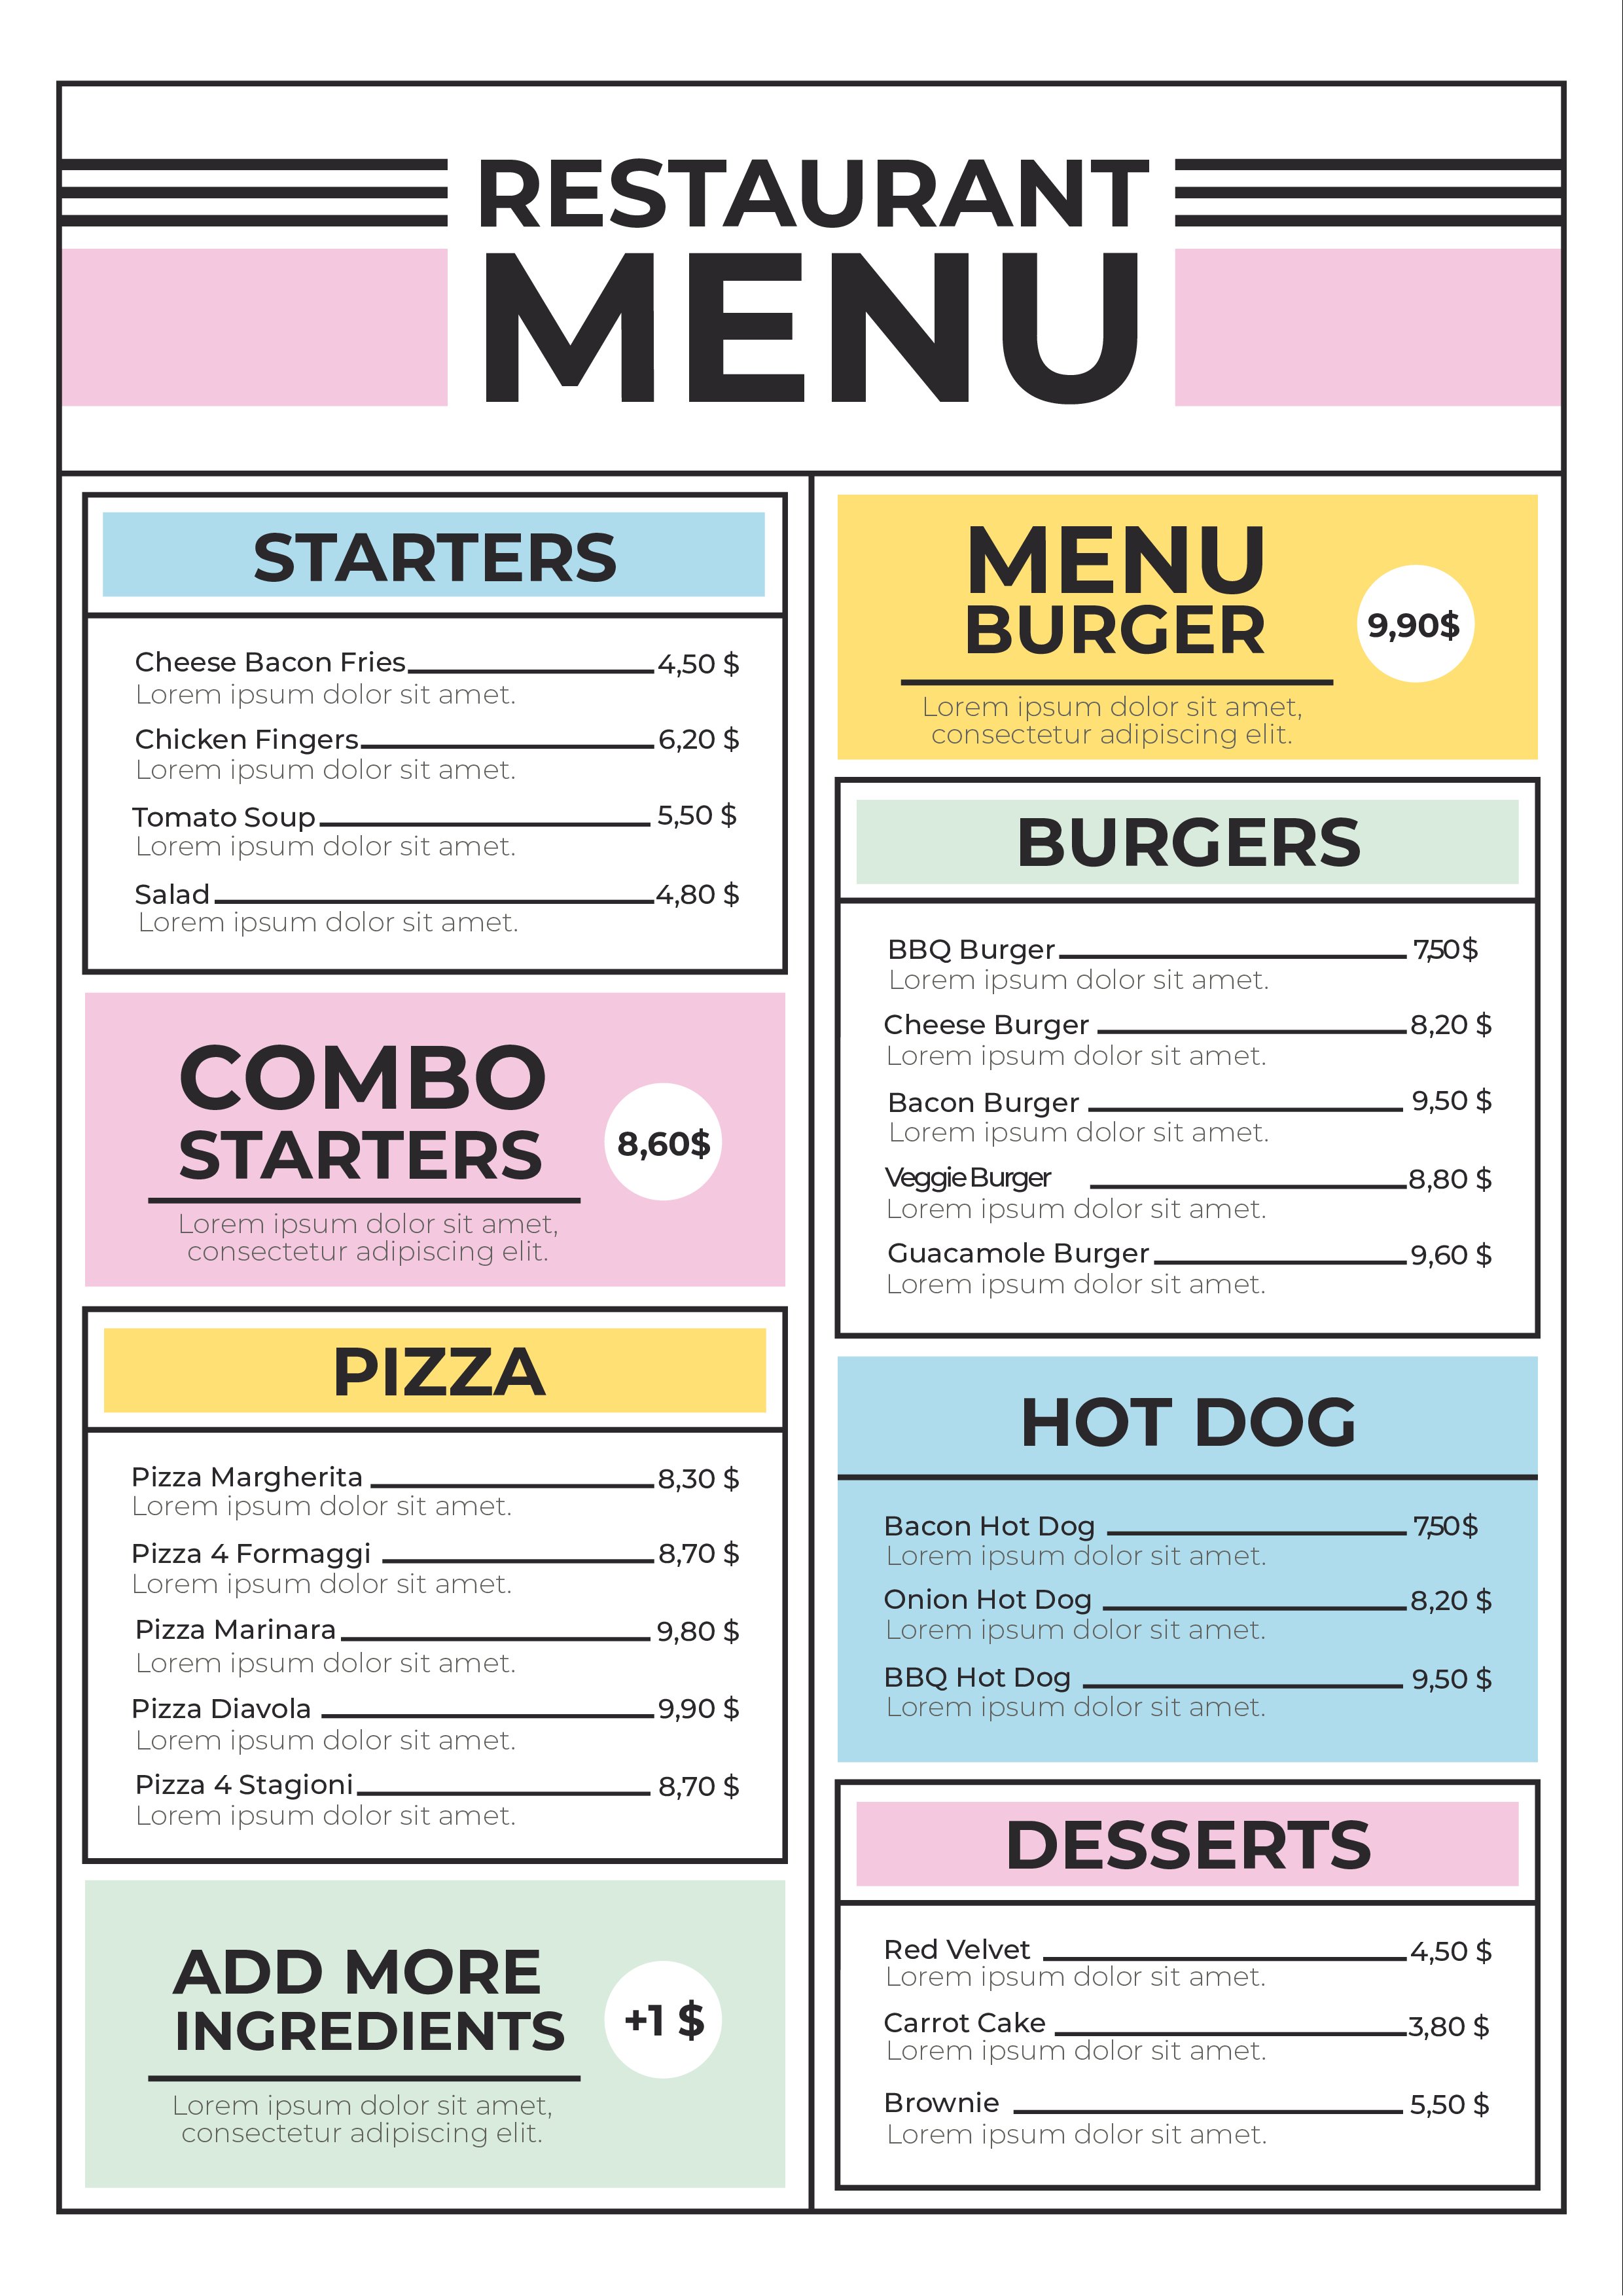 RESTAURANT
MENU
STARTERS
Cheese Bacon Fries 4,50 $
Lorem ipsum dolor sit amet.
Chicken Fingers 6,20 $
Lorem ipsum dolor sit amet.
Tomato Soup 5,50 $
Lorem ipsum dolor sit amet.
Salad 4,80 $
Lorem ipsum dolor sit amet.
COMBO
STARTERS
8,60$
Lorem ipsum dolor sit amet,
consectetur adipiscing elit.
PIZZA
Pizza Margherita 8,30 $
Lorem ipsum dolor sit amet.
Pizza 4 Formaggi 8,70 $
Lorem ipsum dolor sit amet.
Pizza Marinara 9,80 $
Lorem ipsum dolor sit amet.
Pizza Diavola 9,90 $
Lorem ipsum dolor sit amet.
Pizza 4 Stagioni 8,70 $
Lorem ipsum dolor sit amet.
ADD MORE
INGREDIENTS
+1 $
Lorem ipsum dolor sit amet,
consectetur adipiscing elit.
MENU
BURGER
9,90$
Lorem ipsum dolor sit amet,
consectetur adipiscing elit.
BURGERS
BBQ Burger 7,50$
Lorem ipsum dolor sit amet.
Cheese Burger 8,20 $
Lorem ipsum dolor sit amet.
Bacon Burger 9,50 $
Lorem ipsum dolor sit amet.
Veggie Burger 8,80 $
Lorem ipsum dolor sit amet.
Guacamole Burger 9,60 $
Lorem ipsum dolor sit amet.
HOT DOG
Bacon Hot Dog 7,50$
Lorem ipsum dolor sit amet.
Onion Hot Dog 8,20 $
Lorem ipsum dolor sit amet.
BBQ Hot Dog 9,50 $
Lorem ipsum dolor sit amet.
DESSERTS
Red Velvet 4,50 $
Lorem ipsum dolor sit amet.
Carrot Cake 3,80 $
Lorem ipsum dolor sit amet.
Brownie 5,50 $
Lorem ipsum dolor sit amet.